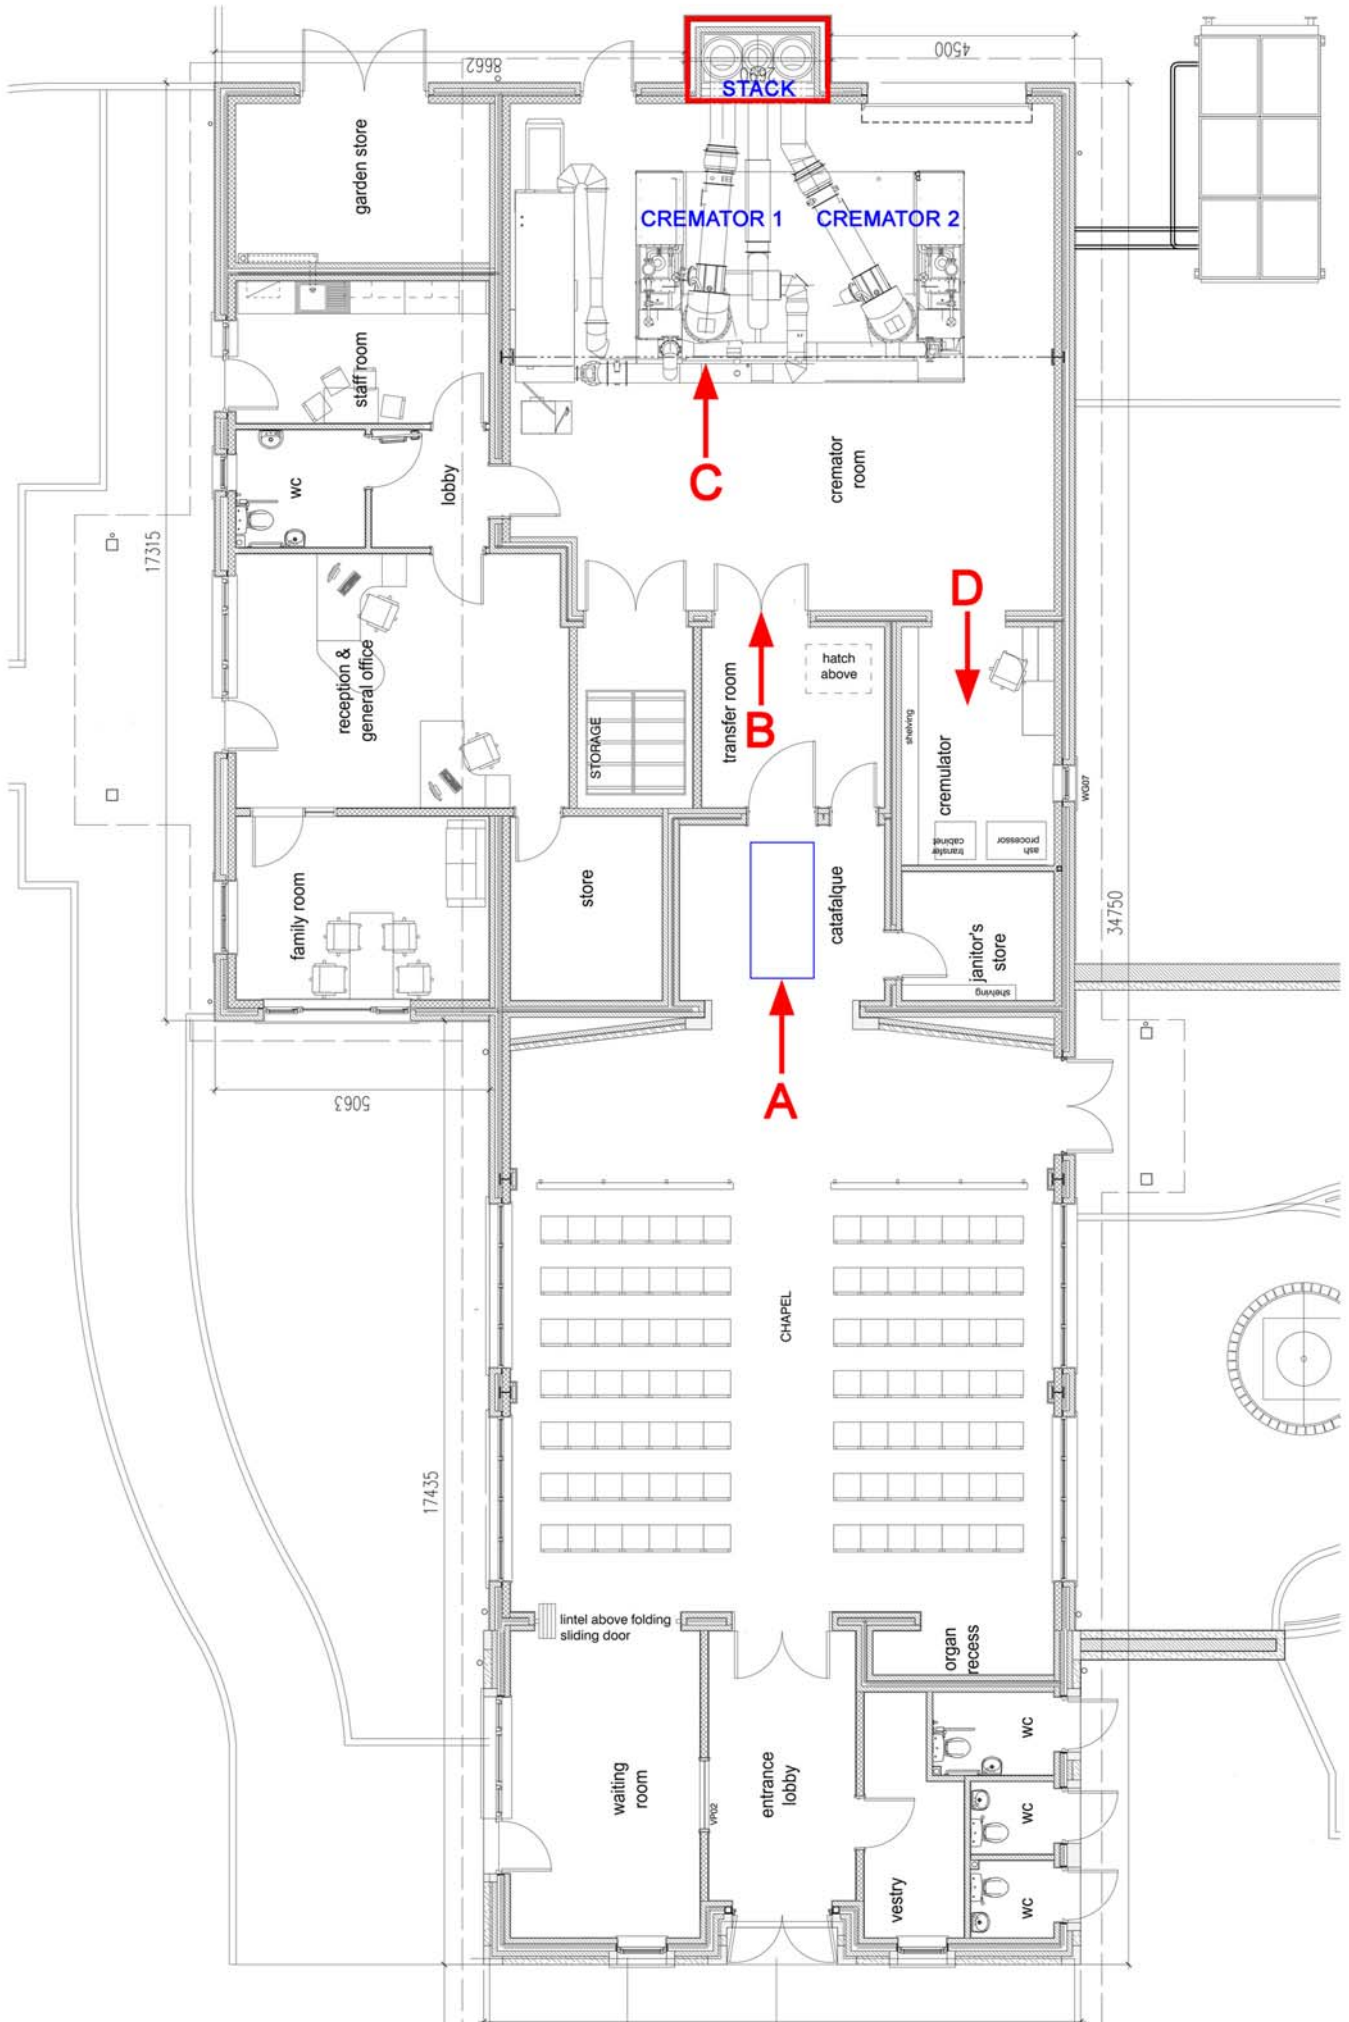 4500
8662
2690
STACK
garden store
CREMATOR 1
CREMATOR 2
staff room
C
cremator
room
wc
lobby
17315
D
hatch
above
reception &
general office
transfer room
B
shelving
STORAGE
cremulator
WG07
transfer
cabinet
ash
processor
store
catafalque
family room
34750
janitor's
store
shelving
A
5063
CHAPEL
17435
lintel above folding
sliding door
organ
recess
wc
waiting
room
entrance
lobby
VP02
wc
vestry
wc